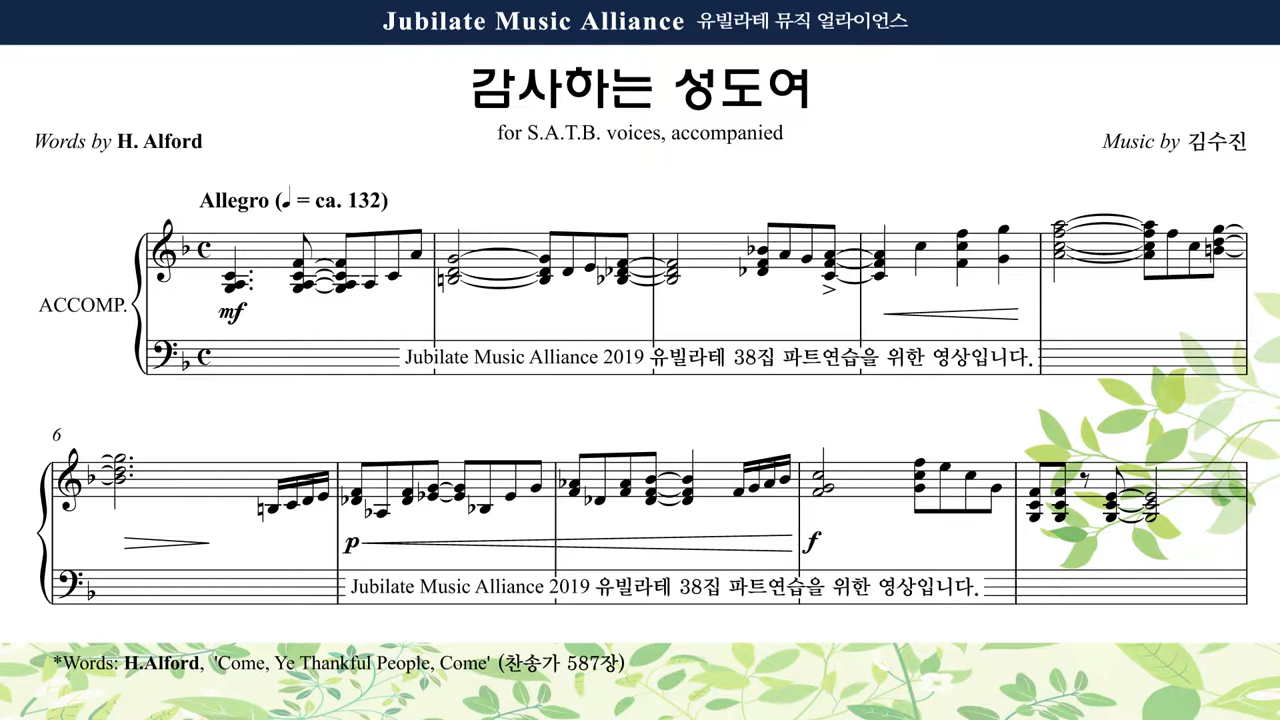 Jubilate Music Alliance 유빌라테 뮤직 얼라이언스
감사하는 성도여
for S.A.T.B. voices, accompanied
Words by H. Alford
Music by 김수진
Allegro (♩ = ca. 132)
ACCOMP.
mf
Jubilate Music Alliance 2019 유빌라테 38집 파트연습을 위한 영상입니다.
6
p
f
Jubilate Music Alliance 2019 유빌라테 38집 파트연습을 위한 영상입니다.
*Words: H.Alford, 'Come, Ye Thankful People, Come' (찬송가 587장)